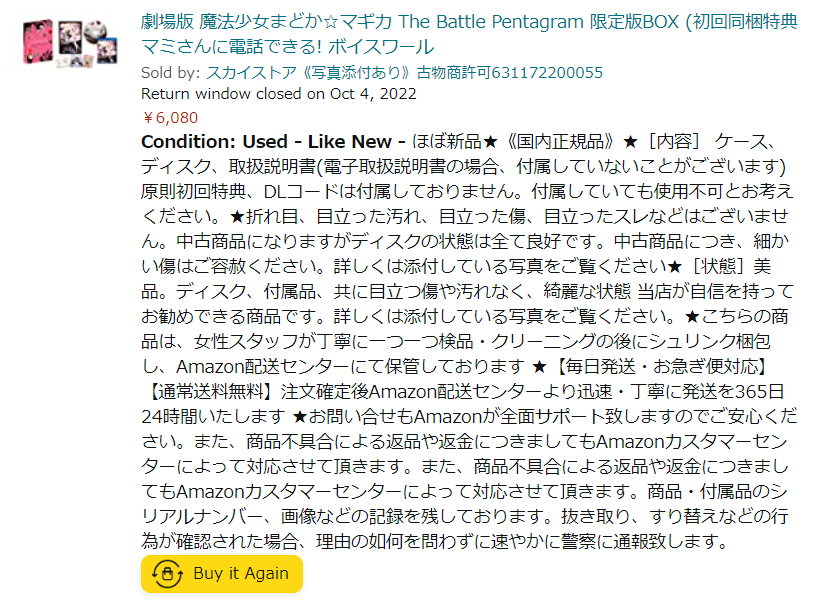 劇場版 魔法少女まどか☆マギカ The Battle Pentagram 限定版BOX (初回同梱特典
マミさんに電話できる! ボイスワール
Sold by: スカイストア《写真添付あり》古物商許可631172200055
Return window closed on Oct 4, 2022
￥6,080
Condition: Used - Like New - ほぼ新品★《国内正規品》★［内容］ ケース、
ディスク、取扱説明書(電子取扱説明書の場合、付属していないことがございます)
原則初回特典、DLコードは付属しておりません。付属していても使用不可とお考え
ください。★折れ目、目立った汚れ、目立った傷、目立ったスレなどはございませ
ん。中古商品になりますがディスクの状態は全て良好です。中古商品につき、細か
い傷はご容赦ください。詳しくは添付している写真をご覧ください★［状態］美
品。ディスク、付属品、共に目立つ傷や汚れなく、綺麗な状態 当店が自信を持って
お勧めできる商品です。詳しくは添付している写真をご覧ください。★こちらの商
品は、女性スタッフが丁寧に一つ一つ検品・クリーニングの後にシュリンク梱包
し、Amazon配送センターにて保管しております ★【毎日発送・お急ぎ便対応】
【通常送料無料】注文確定後Amazon配送センターより迅速・丁寧に発送を365日
24時間いたします ★お問い合せもAmazonが全面サポート致しますのでご安心くだ
さい。また、商品不具合による返品や返金につきましてもAmazonカスタマーセン
ターによって対応させて頂きます。また、商品不具合による返品や返金につきまし
てもAmazonカスタマーセンターによって対応させて頂きます。商品・付属品のシ
リアルナンバー、画像などの記録を残しております。抜き取り、すり替えなどの行
為が確認された場合、理由の如何を問わずに速やかに警察に通報致します。
Buy it Again